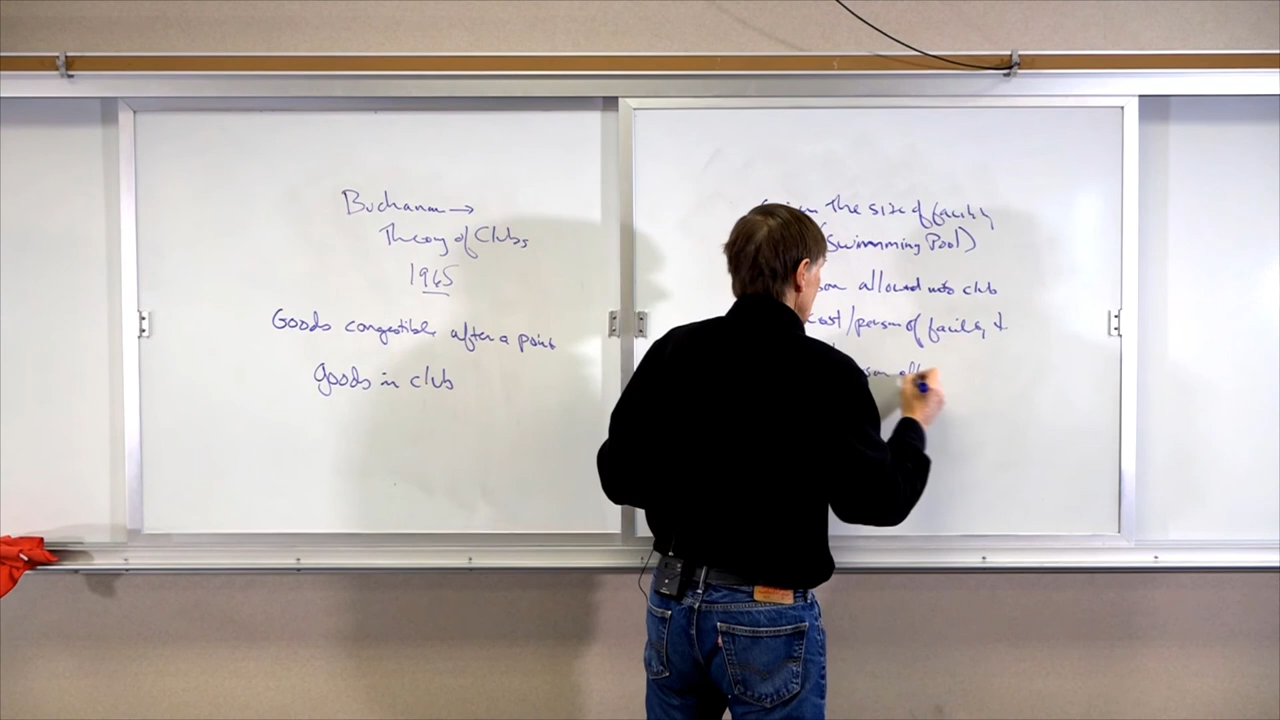 Buchanan →
Theory of Clubs
1965
Goods congestible after a point
Goods in club
the size of facility
(Swimming Pool)
allowed into club
cost/person of facility ↓